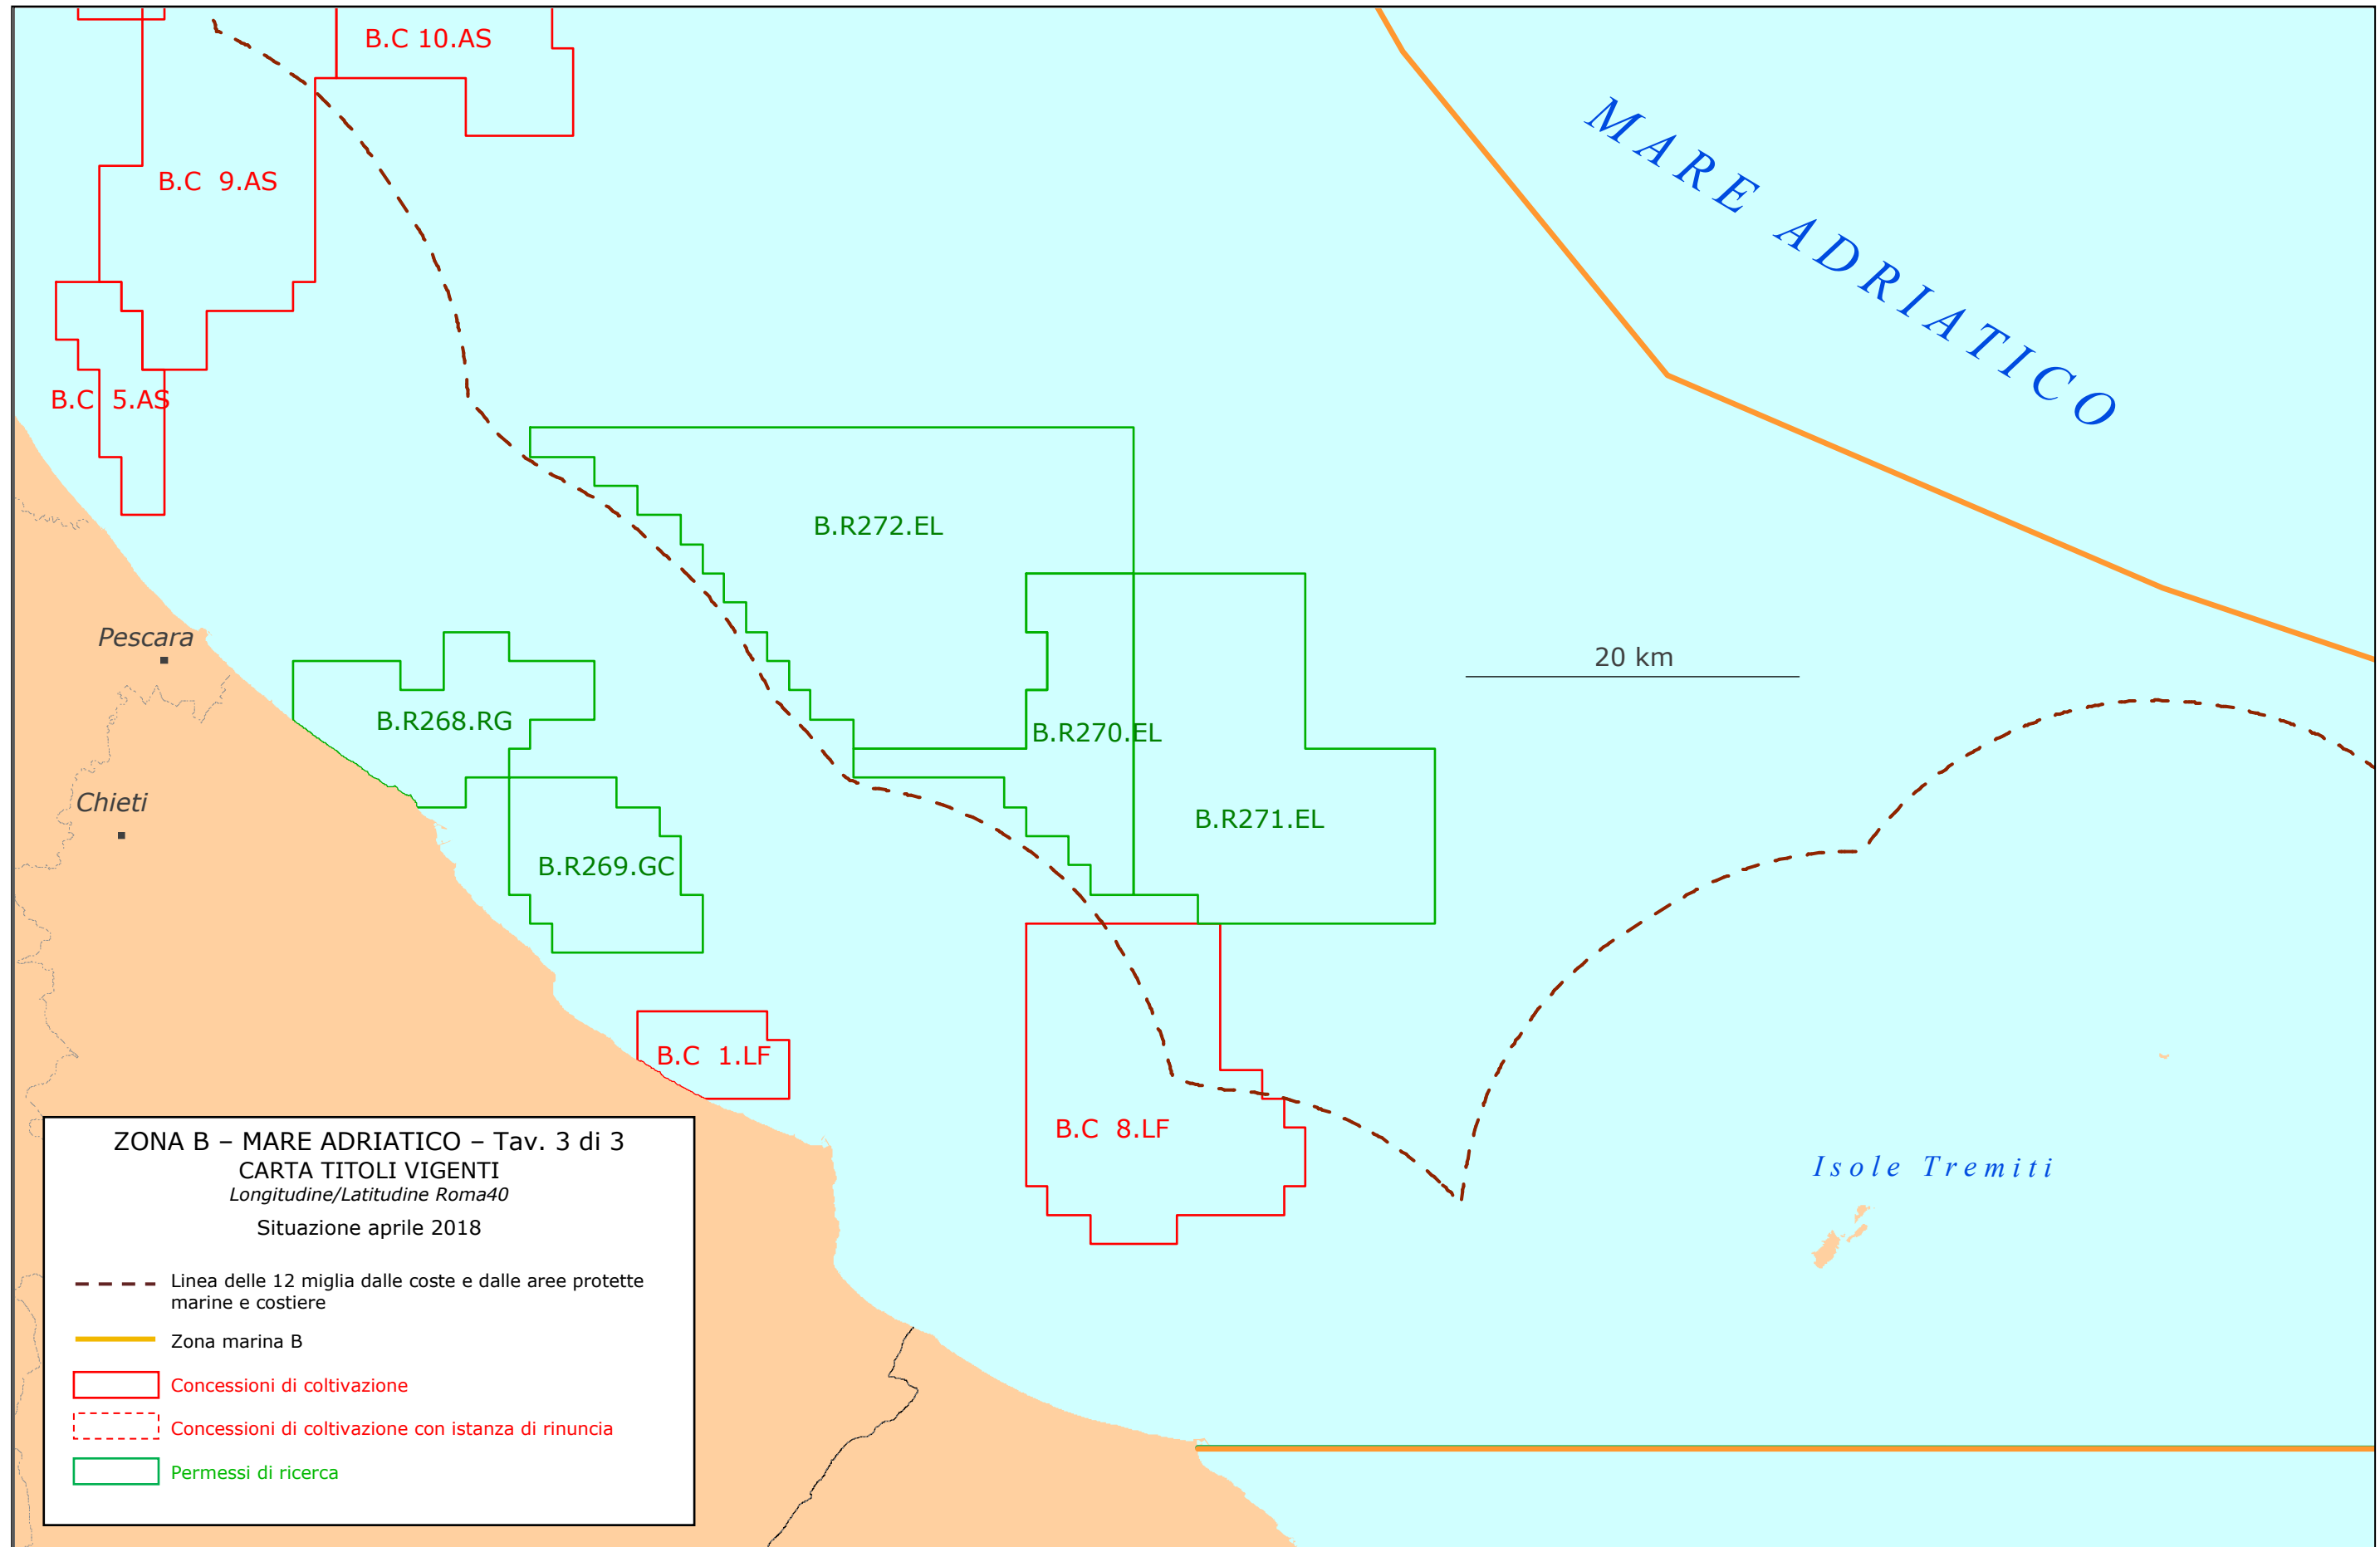 B.C 10.AS
MARE ADRIATICO
B.C 9.AS
B.C 5.AS
B.R272.EL
Pescara
20 km
B.R268.RG
B.R270.EL
Chieti
B.R271.EL
B.R269.GC
B.C 1.LF
B.C 8.LF
Isole Tremiti
ZONA B – MARE ADRIATICO – Tav. 3 di 3
CARTA TITOLI VIGENTI
Longitudine/Latitudine Roma40
Situazione aprile 2018
Linea delle 12 miglia dalle coste e dalle aree protette
marine e costiere
Zona marina B
Concessioni di coltivazione
Concessioni di coltivazione con istanza di rinuncia
Permessi di ricerca